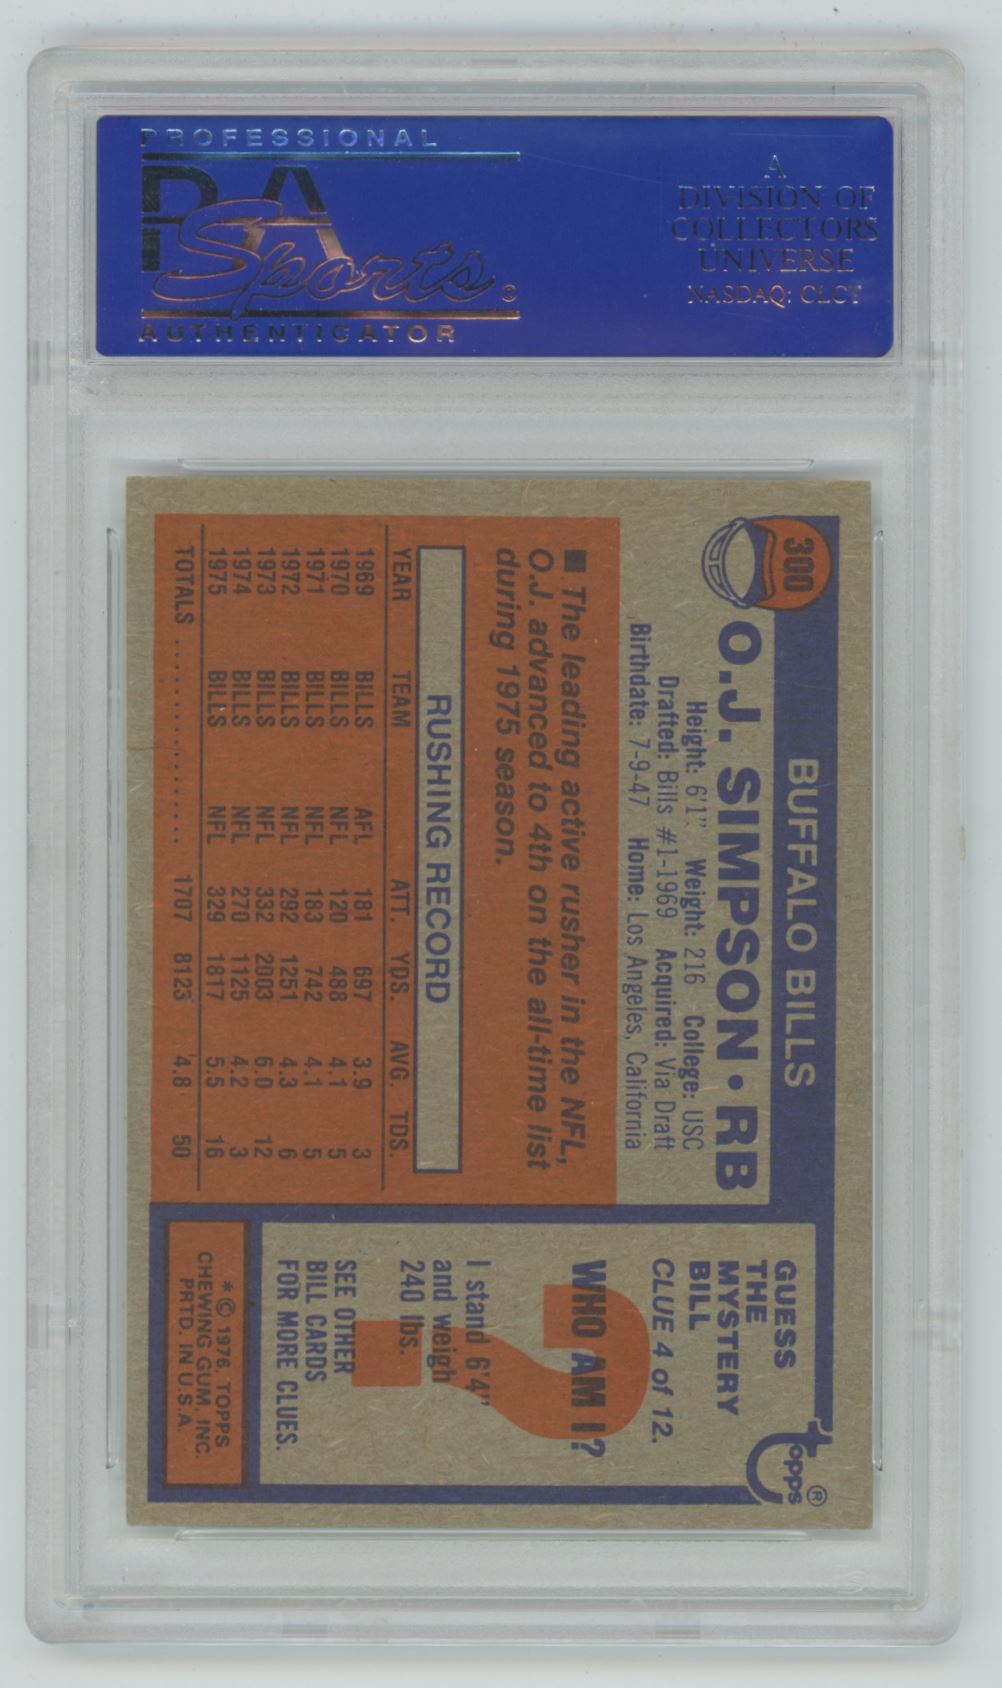 PROFESSIONAL
PSA
Sports®
AUTHENTICATOR
A
DIVISION OF
COLLECTORS
UNIVERSE
NASDAQ: CLCT
300
BUFFALO BILLS
O.J. SIMPSON • RB
Height: 6'1" Weight: 216 College: USC
Drafted: Bills #1-1969 Acquired: Via Draft
Birthdate: 7-9-47 Home: Los Angeles, California
■ The leading active rusher in the NFL,
O.J. advanced to 4th on the all-time list
during 1975 season.
RUSHING RECORD
YEAR TEAM ATT. YDS. AVG. TDS.
1969 BILLS AFL 181 697 3.9 3
1970 BILLS NFL 120 488 4.1 5
1971 BILLS NFL 183 742 4.1 5
1972 BILLS NFL 292 1251 4.3 6
1973 BILLS NFL 332 2003 6.0 12
1974 BILLS NFL 270 1125 4.2 3
1975 BILLS NFL 329 1817 5.5 16
TOTALS .................... 1707 8123 4.8 50
topps®
GUESS
THE
MYSTERY
BILL
CLUE 4 of 12.
WHO AM I?
?
I stand 6'4"
and weigh
240 lbs.
SEE OTHER
BILL CARDS
FOR MORE CLUES.
* © 1976, TOPPS
CHEWING GUM, INC.
PRTD. IN U.S.A.